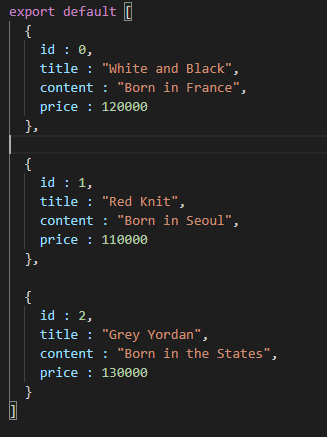 export default [
{
id : 0,
title : "White and Black",
content : "Born in France",
price : 120000
},
{
id : 1,
title : "Red Knit",
content : "Born in Seoul",
price : 110000
},
{
id : 2,
title : "Grey Yordan",
content : "Born in the States",
price : 130000
}
]